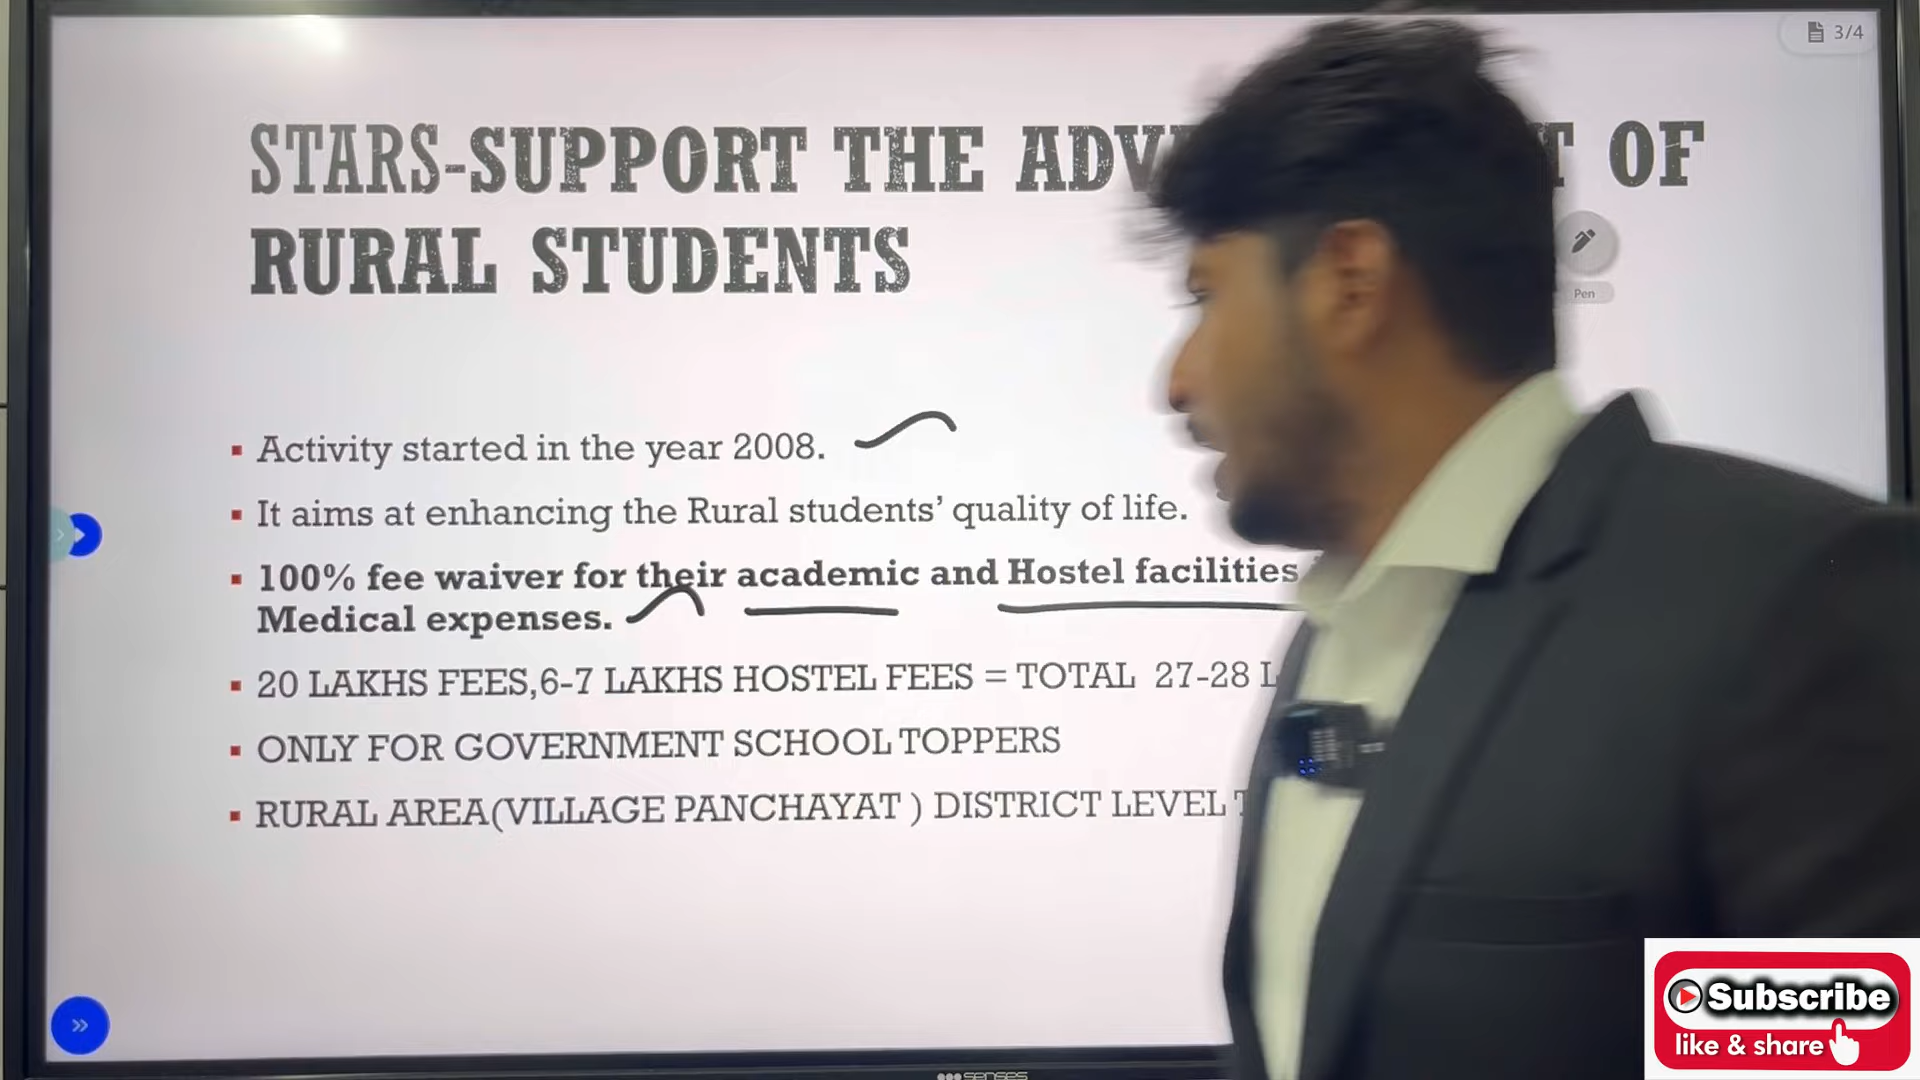 3/4
STARS-SUPPORT THE OF
RURAL STUDENTS
Pen
▪ Activity started in the year 2008.
▪ It aims at enhancing the Rural students' quality of life.
▪ 100% fee waiver for their academic and Hostel facilities
Medical expenses.
▪ 20 LAKHS FEES,6-7 LAKHS HOSTEL FEES = TOTAL 27-28
▪ ONLY FOR GOVERNMENT SCHOOL TOPPERS
▪ RURAL AREA(VILLAGE PANCHAYAT ) DISTRICT LEVEL
senses
Subscribe
like & share